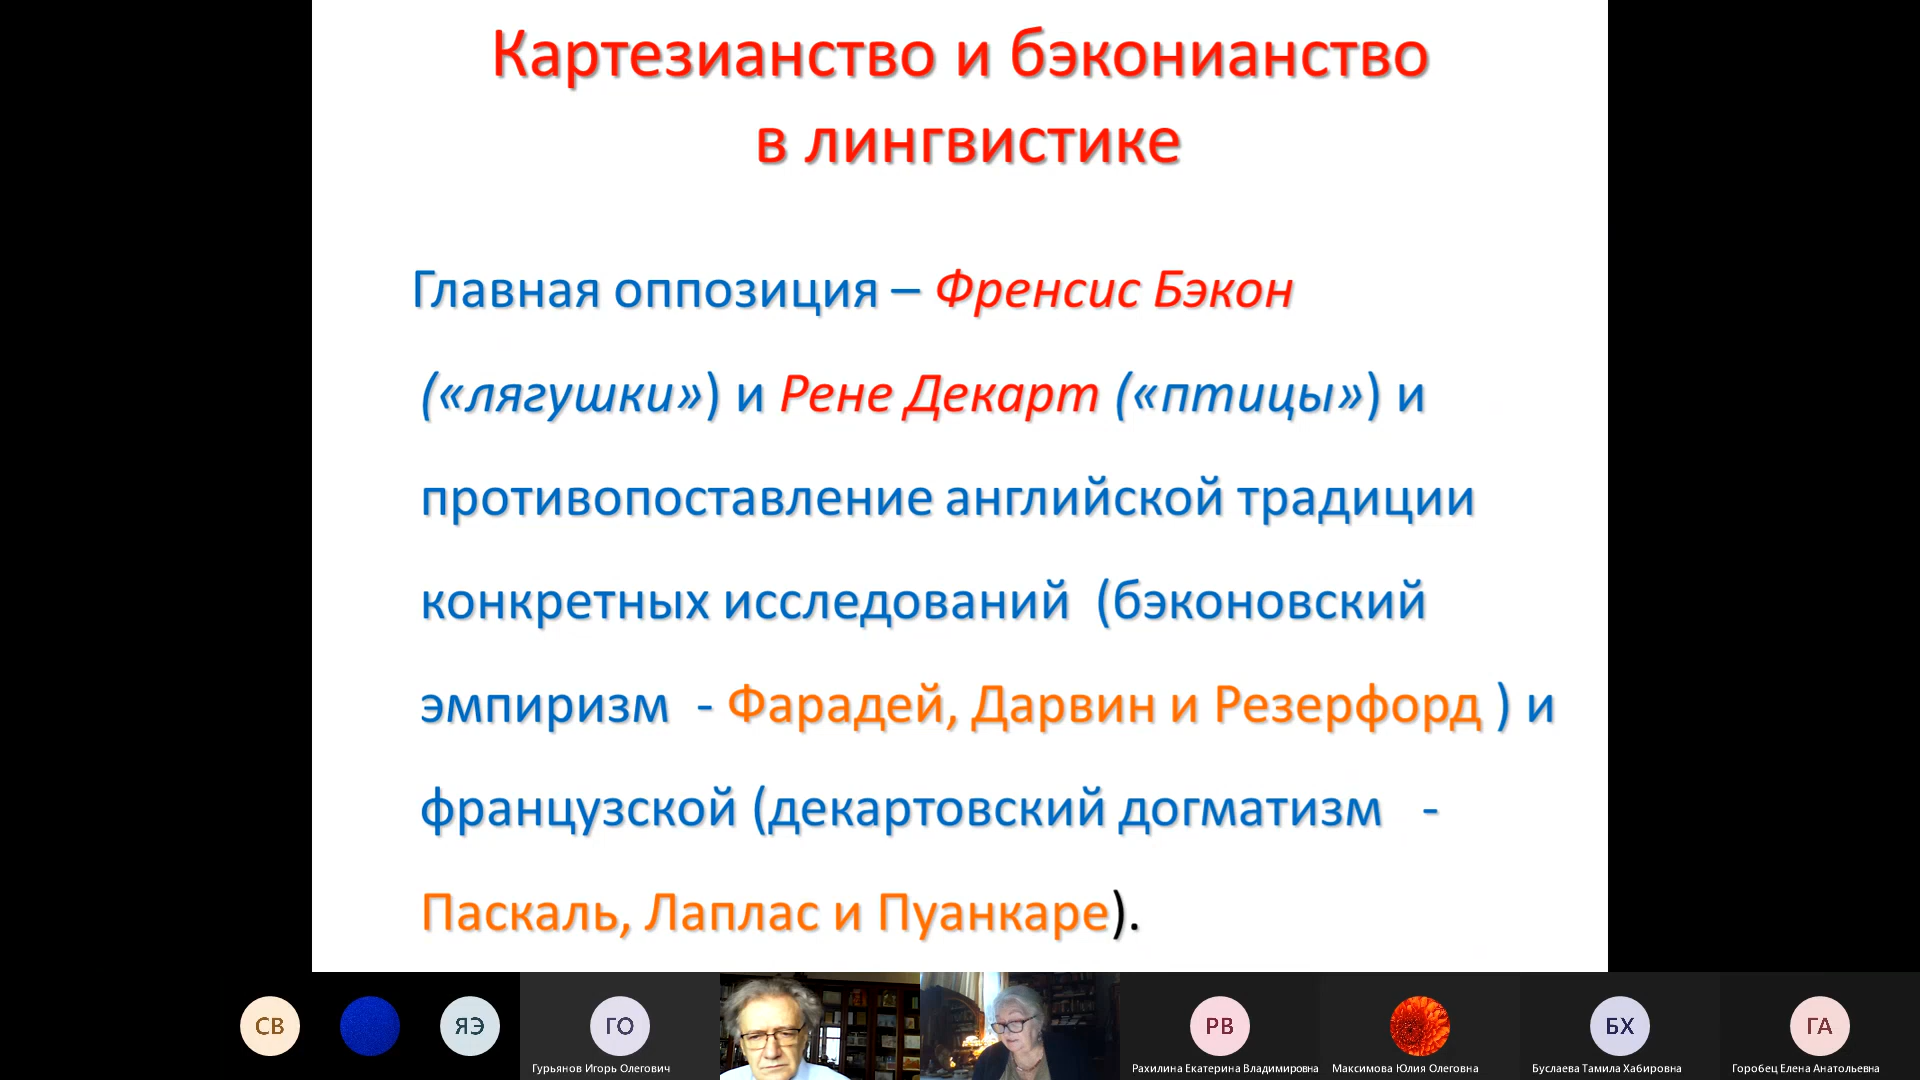 Картезианство и бэконианство
в лингвистике
Главная оппозиция – Френсис Бэкон
(«лягушки») и Рене Декарт («птицы») и
противопоставление английской традиции
конкретных исследований (бэконовский
эмпиризм - Фарадей, Дарвин и Резерфорд ) и
французской (декартовский догматизм -
Паскаль, Лаплас и Пуанкаре).
СВ
ЯЭ
ГО
РВ
БХ
ГА
Гурьянов Игорь Олегович
Рахилина Екатерина Владимировна
Максимова Юлия Олеговна
Буслаева Тамила Хабировна
Горобец Елена Анатольевна